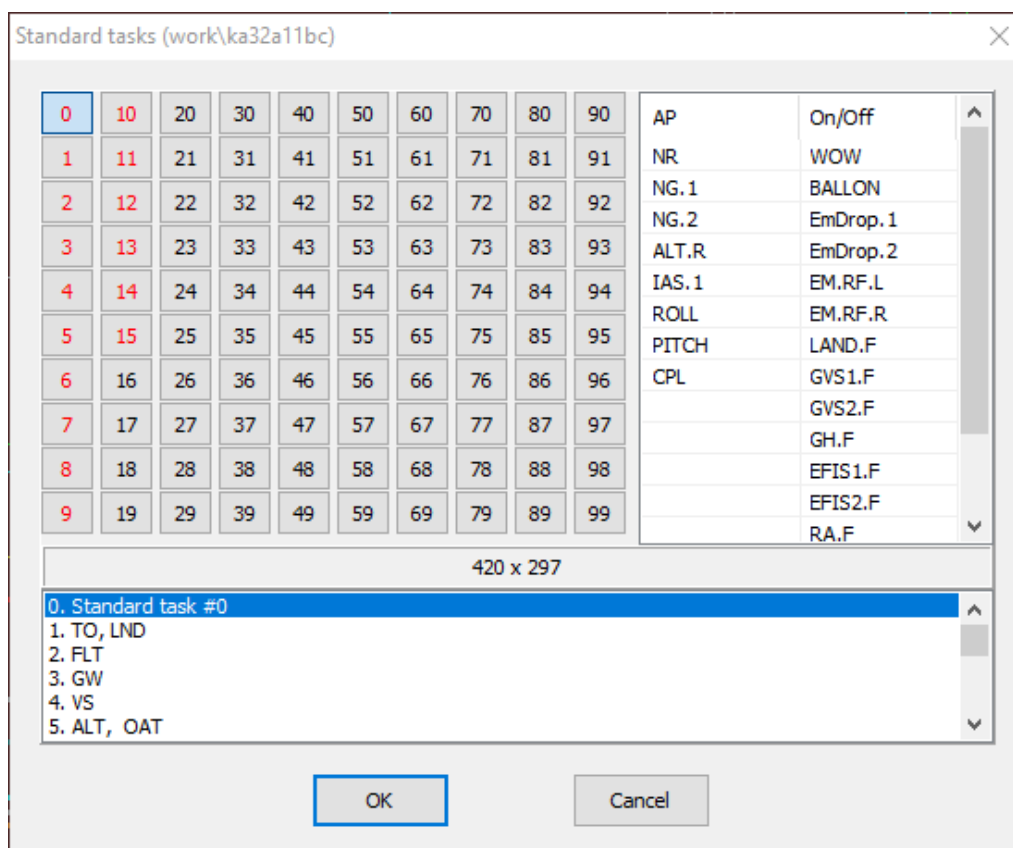 Standard tasks (work\ka32a11bc)
0 10 20 30 40 50 60 70 80 90
1 11 21 31 41 51 61 71 81 91
2 12 22 32 42 52 62 72 82 92
3 13 23 33 43 53 63 73 83 93
4 14 24 34 44 54 64 74 84 94
5 15 25 35 45 55 65 75 85 95
6 16 26 36 46 56 66 76 86 96
7 17 27 37 47 57 67 77 87 97
8 18 28 38 48 58 68 78 88 98
9 19 29 39 49 59 69 79 89 99
AP On/Off
NR WOW
NG.1 BALLON
NG.2 EmDrop.1
ALT.R EmDrop.2
IAS.1 EM.RF.L
ROLL EM.RF.R
PITCH LAND.F
CPL GVS1.F
GVS2.F
GH.F
EFIS1.F
EFIS2.F
RA.F
420 x 297
0. Standard task #0
1. TO, LND
2. FLT
3. GW
4. VS
5. ALT, OAT
OK Cancel